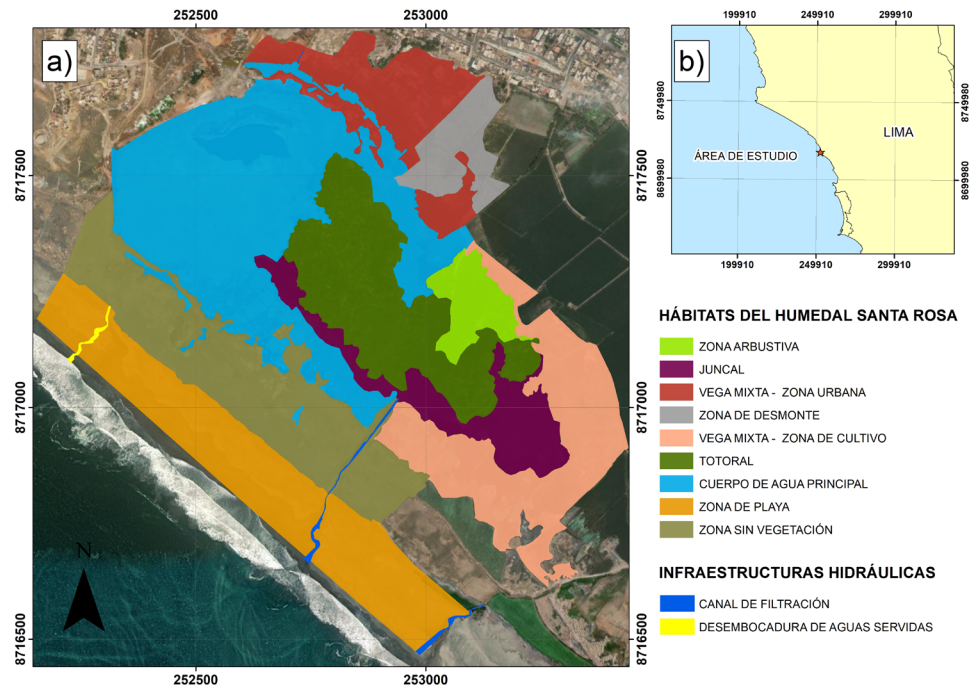 252500
253000
a)
8717500
8717000
8716500
8717500
8717000
8716500
N
252500
253000
199910
249910
299910
b)
8749980
8699980
8749980
8699980
LIMA
ÁREA DE ESTUDIO
199910
249910
299910
HÁBITATS DEL HUMEDAL SANTA ROSA
ZONA ARBUSTIVA
JUNCAL
VEGA MIXTA - ZONA URBANA
ZONA DE DESMONTE
VEGA MIXTA - ZONA DE CULTIVO
TOTORAL
CUERPO DE AGUA PRINCIPAL
ZONA DE PLAYA
ZONA SIN VEGETACIÓN
INFRAESTRUCTURAS HIDRÁULICAS
CANAL DE FILTRACIÓN
DESEMBOCADURA DE AGUAS SERVIDAS